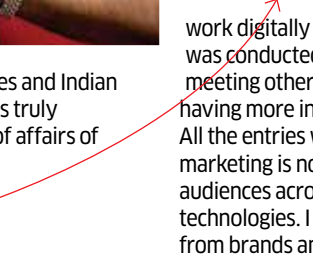 es and Indian
s truly
of affairs of
work digitally
was conducted
meeting other
having more in
All the entries w
marketing is no
audiences acro
technologies. I
from brands an